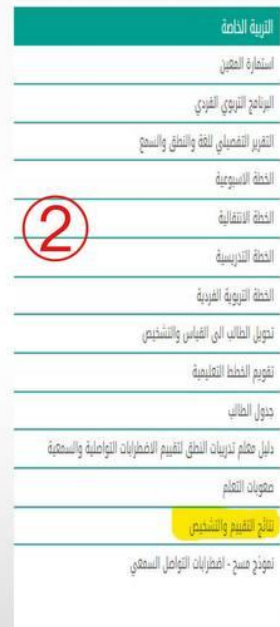 التربية الخاصة
استمارة المعين
البرنامج التربوي الفردي
التقرير التفصيلي للغة والنطق والسمع
الخطة الاسبوعية
الخطة الانتقالية
2
الخطة التدريسية
الخطة التربوية الفردية
تحويل الطالب الى القياس والتشخيص
تقويم الخطط التعليمية
جدول الطالب
دليل معلم تدريبات النطق لتقييم الاضطرابات التواصلية والسمعية
صعوبات التعلم
نتائج التقييم والتشخيص
نموذج مسح - اضطرابات التواصل السمعي